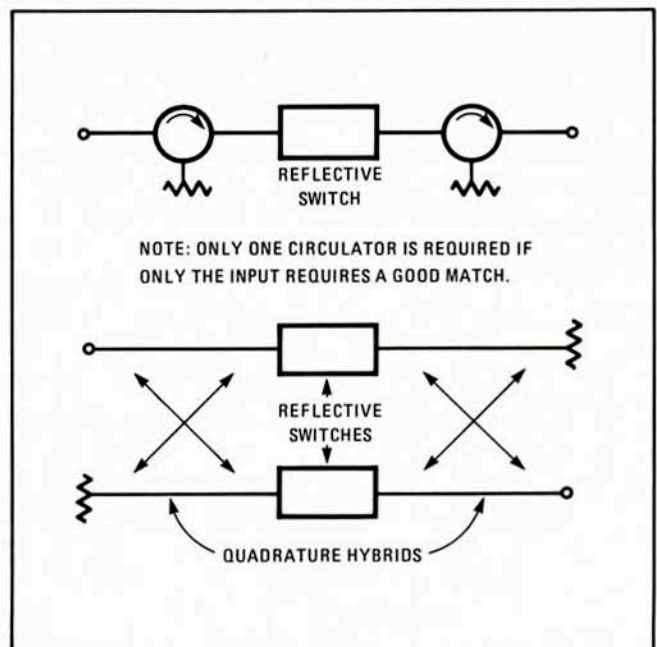 REFLECTIVE
SWITCH
NOTE: ONLY ONE CIRCULATOR IS REQUIRED IF
ONLY THE INPUT REQUIRES A GOOD MATCH.
REFLECTIVE
SWITCHES
QUADRATURE HYBRIDS